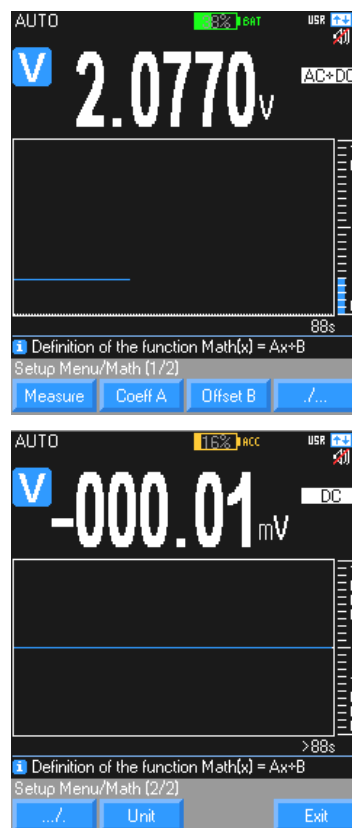 AUTO 8% BAT USR
V 2.0770 V AC+DC
88s
i Definition of the function Math(x) = Ax+B
Setup Menu/Math (1/2)
Measure Coeff A Offset B ./...
AUTO 16% ACC USR
V -000.01 mV DC
>88s
i Definition of the function Math(x) = Ax+B
Setup Menu/Math (2/2)
.../. Unit Exit